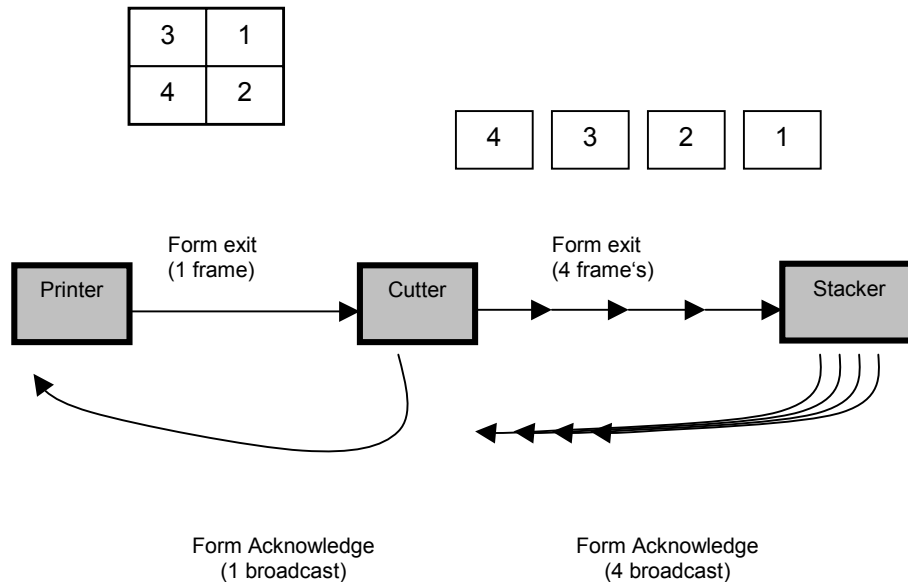 3 1
4 2
4 3 2 1
Form exit
(1 frame)
Form exit
(4 frame‘s)
Printer
Cutter
Stacker
Form Acknowledge
(1 broadcast)
Form Acknowledge
(4 broadcast)